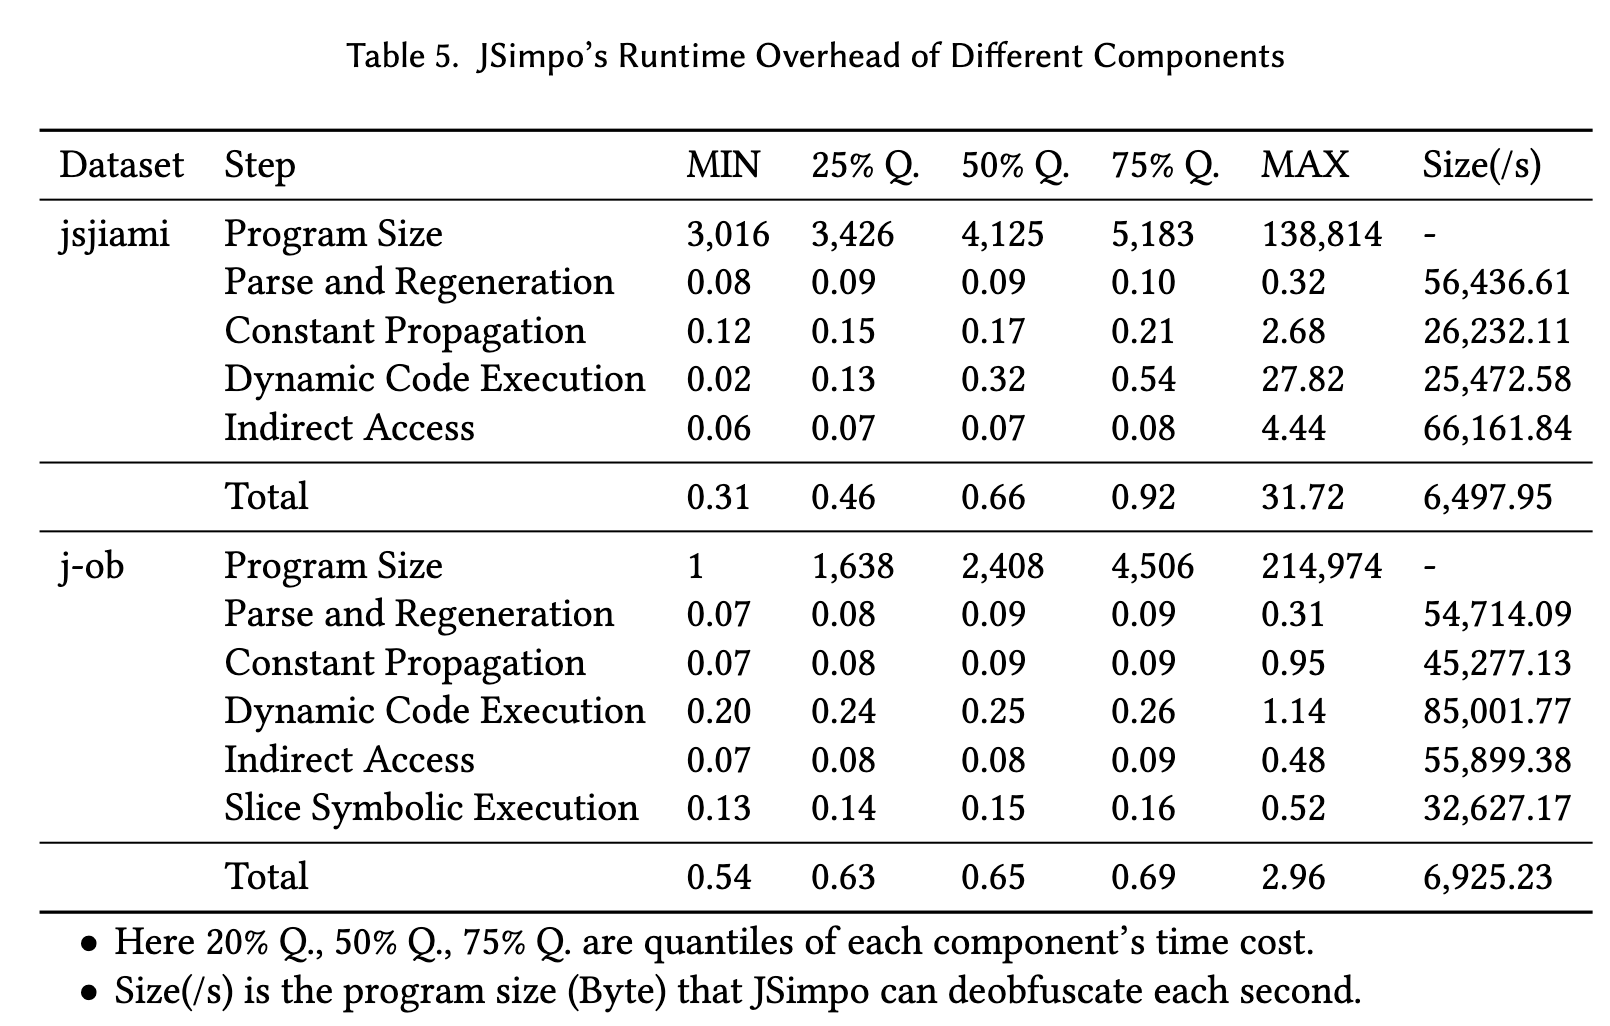 Table 5. JSimpo's Runtime Overhead of Different Components
Dataset Step MIN 25% Q. 50% Q. 75% Q. MAX Size(/s)
jsjiami Program Size 3,016 3,426 4,125 5,183 138,814 -
Parse and Regeneration 0.08 0.09 0.09 0.10 0.32 56,436.61
Constant Propagation 0.12 0.15 0.17 0.21 2.68 26,232.11
Dynamic Code Execution 0.02 0.13 0.32 0.54 27.82 25,472.58
Indirect Access 0.06 0.07 0.07 0.08 4.44 66,161.84
Total 0.31 0.46 0.66 0.92 31.72 6,497.95
j-ob Program Size 1 1,638 2,408 4,506 214,974 -
Parse and Regeneration 0.07 0.08 0.09 0.09 0.31 54,714.09
Constant Propagation 0.07 0.08 0.09 0.09 0.95 45,277.13
Dynamic Code Execution 0.20 0.24 0.25 0.26 1.14 85,001.77
Indirect Access 0.07 0.08 0.08 0.09 0.48 55,899.38
Slice Symbolic Execution 0.13 0.14 0.15 0.16 0.52 32,627.17
Total 0.54 0.63 0.65 0.69 2.96 6,925.23
• Here 20% Q., 50% Q., 75% Q. are quantiles of each component's time cost.
• Size(/s) is the program size (Byte) that JSimpo can deobfuscate each second.